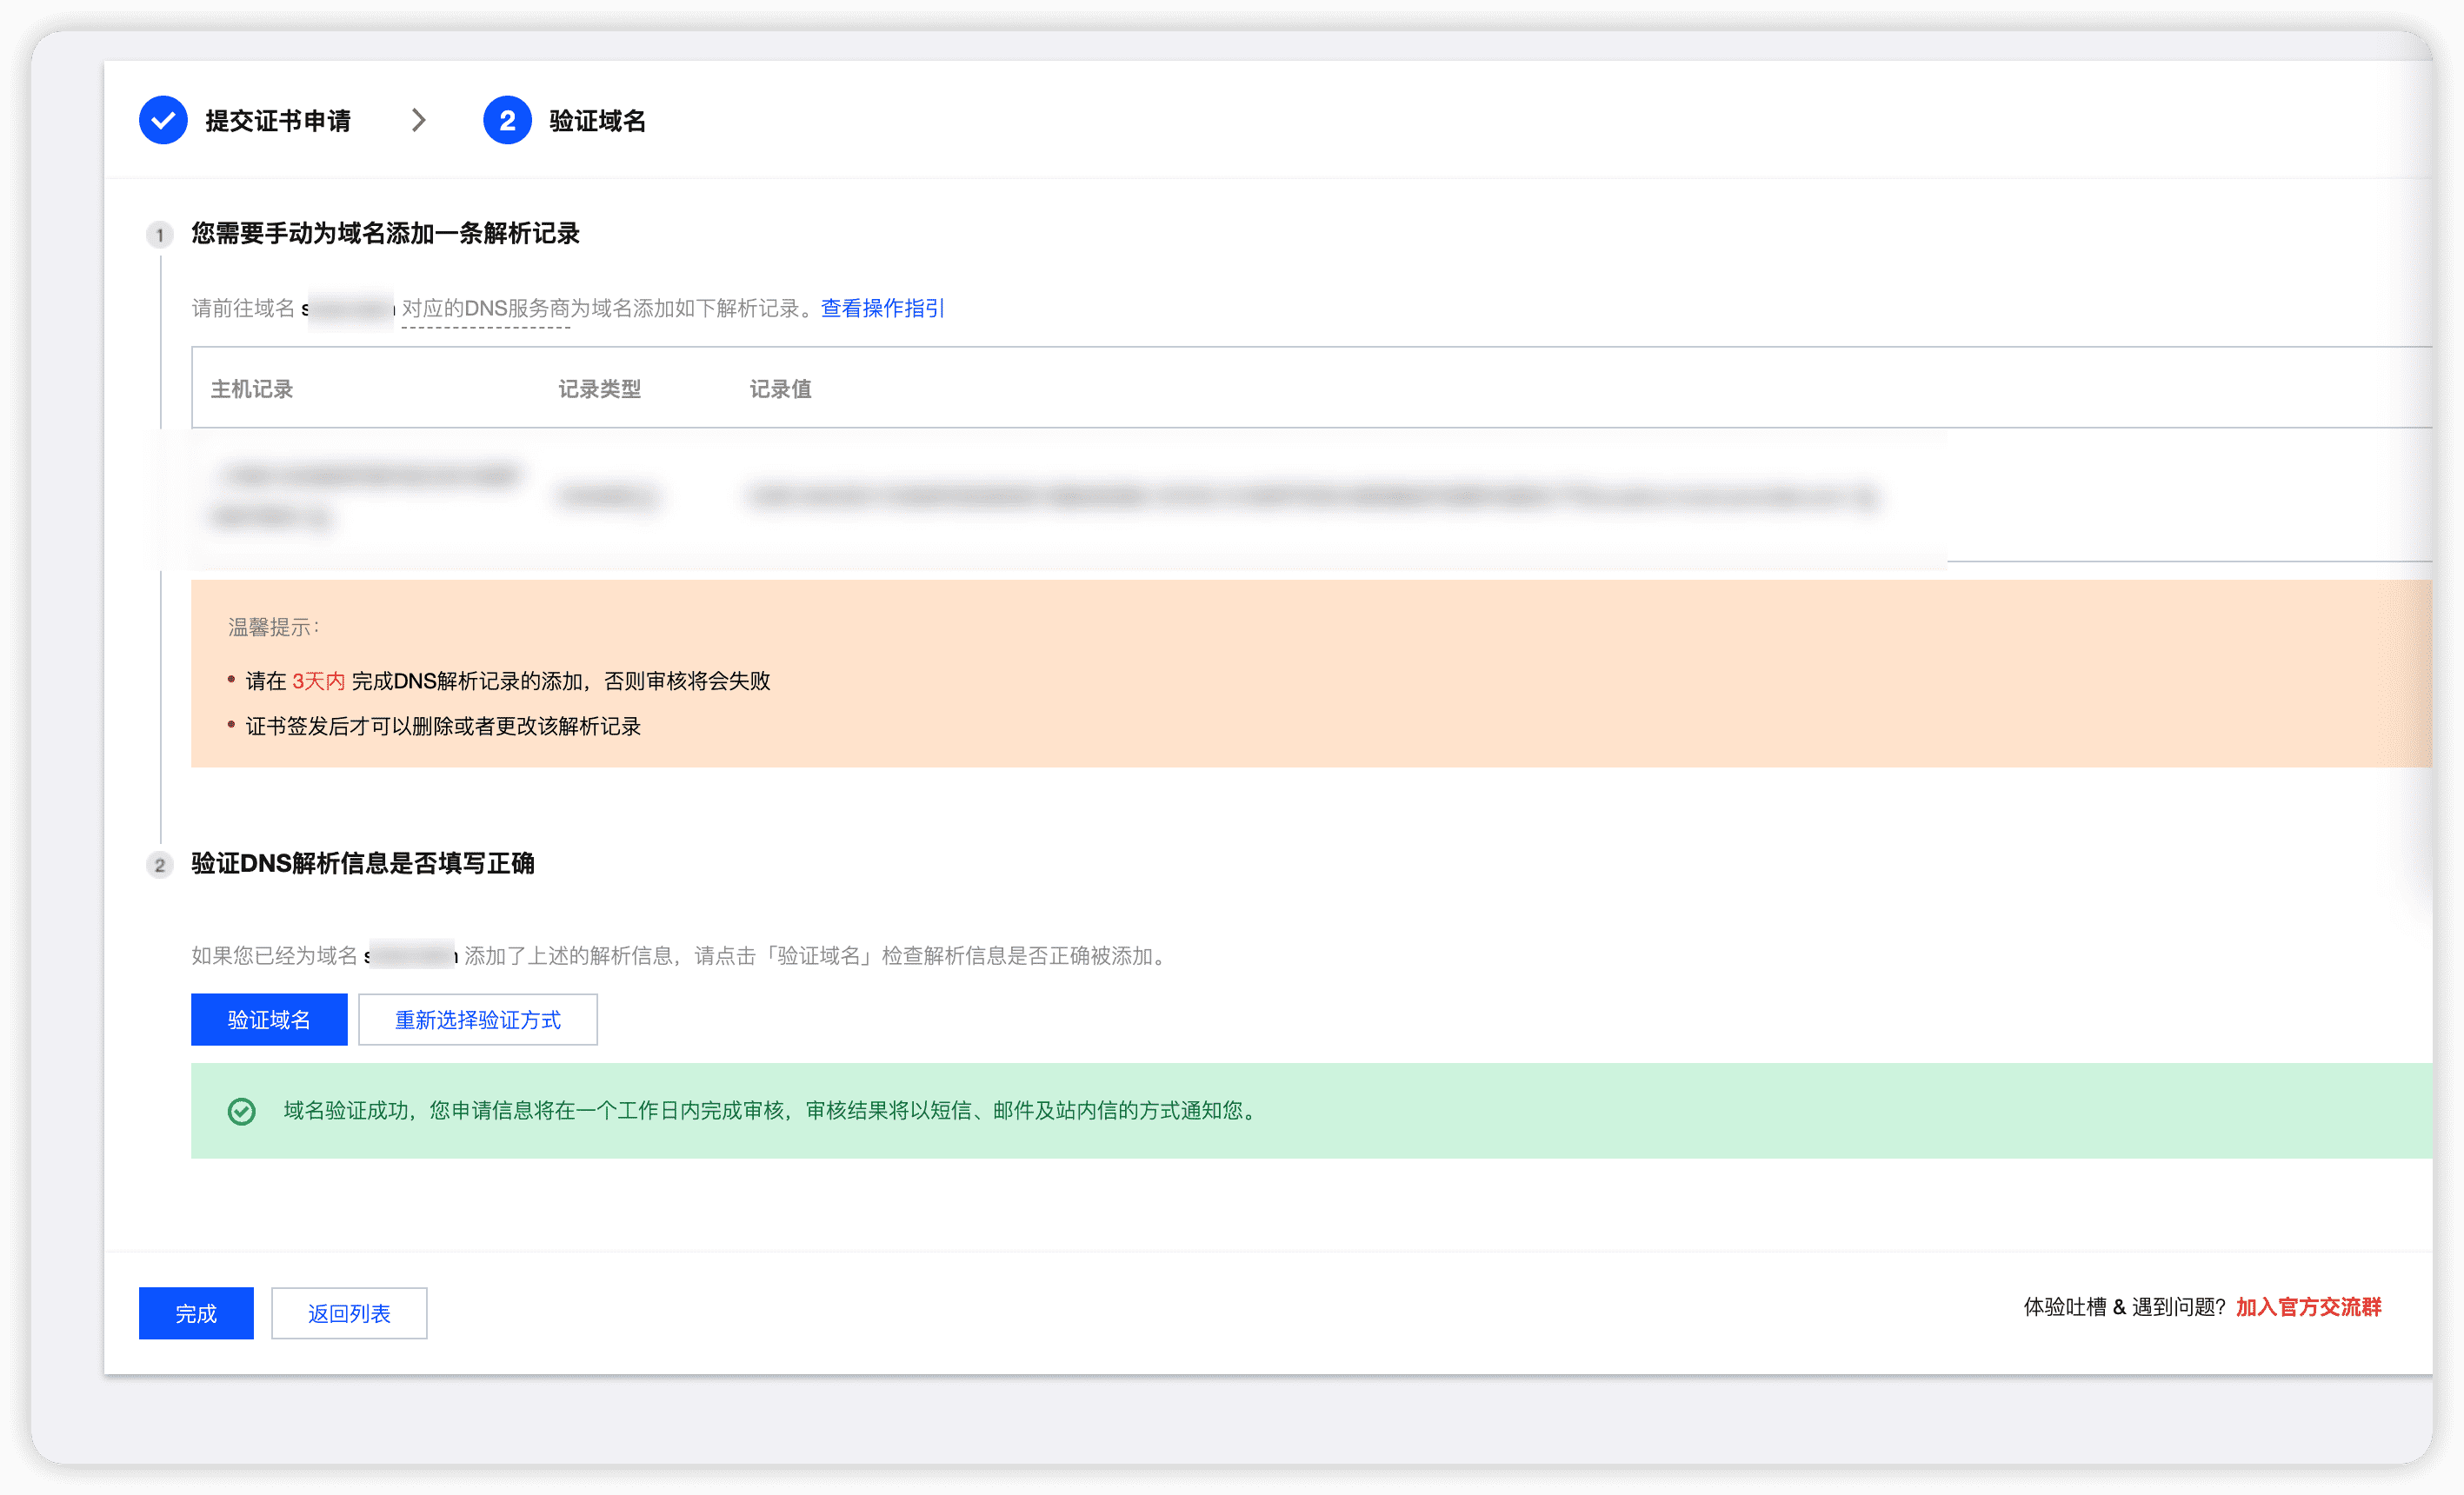 提交证书申请
2 验证域名
1 您需要手动为域名添加一条解析记录
请前往域名 对应的DNS服务商为域名添加如下解析记录。查看操作指引
主机记录 记录类型 记录值
温馨提示:
• 请在 3天内 完成DNS解析记录的添加，否则审核将会失败
• 证书签发后才可以删除或者更改该解析记录
2 验证DNS解析信息是否填写正确
如果您已经为域名 添加了上述的解析信息，请点击「验证域名」检查解析信息是否正确被添加。
验证域名 重新选择验证方式
域名验证成功，您申请信息将在一个工作日内完成审核，审核结果将以短信、邮件及站内信的方式通知您。
完成 返回列表
体验吐槽 & 遇到问题? 加入官方交流群